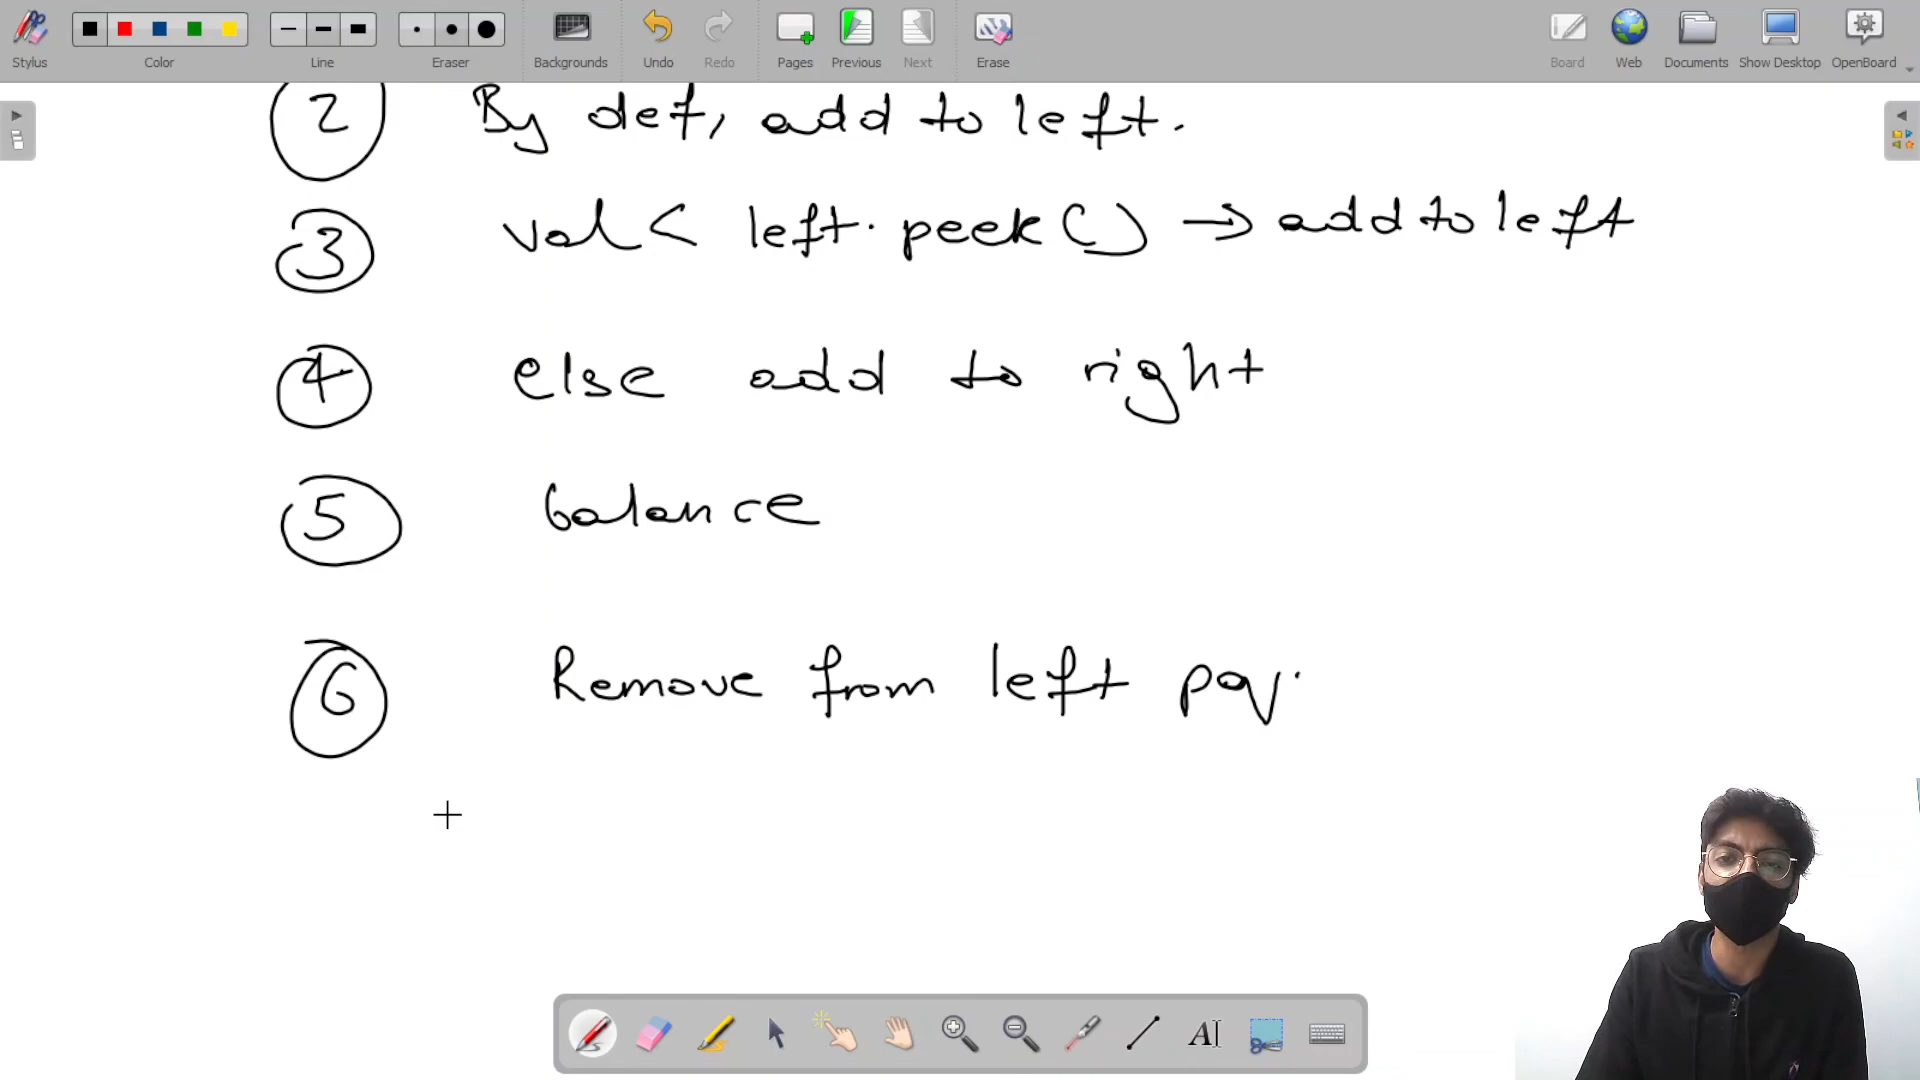 Stylus
Color
Line
Eraser
Backgrounds
Undo
Redo
Pages
Previous
Next
Erase
Board
Web
Documents
Show Desktop
OpenBoard
2 By def, add to left.
3 val < left.peek() → add to left
4 else add to right
5 balance
6 Remove from left pq.